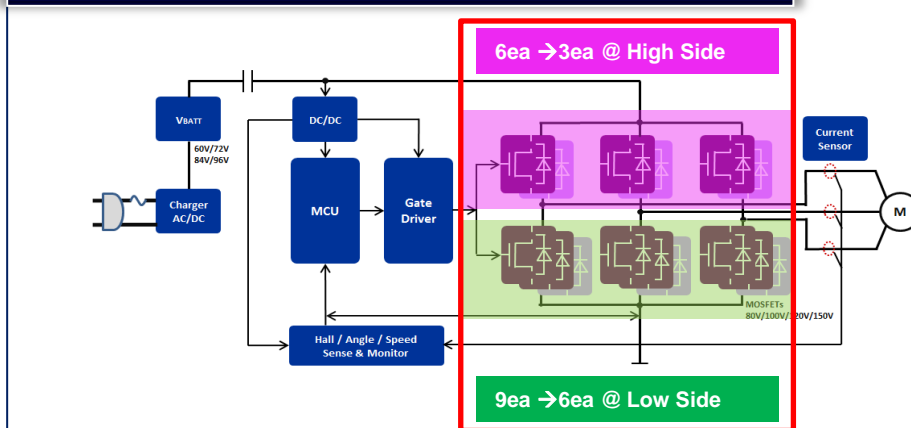 6ea →3ea @ High Side
VBATT
60V/72V
84V/96V
DC/DC
Charger
AC/DC
MCU
Gate
Driver
Current
Sensor
M
MOSFETs
80V/100V/120V/150V
Hall / Angle / Speed
Sense & Monitor
9ea →6ea @ Low Side